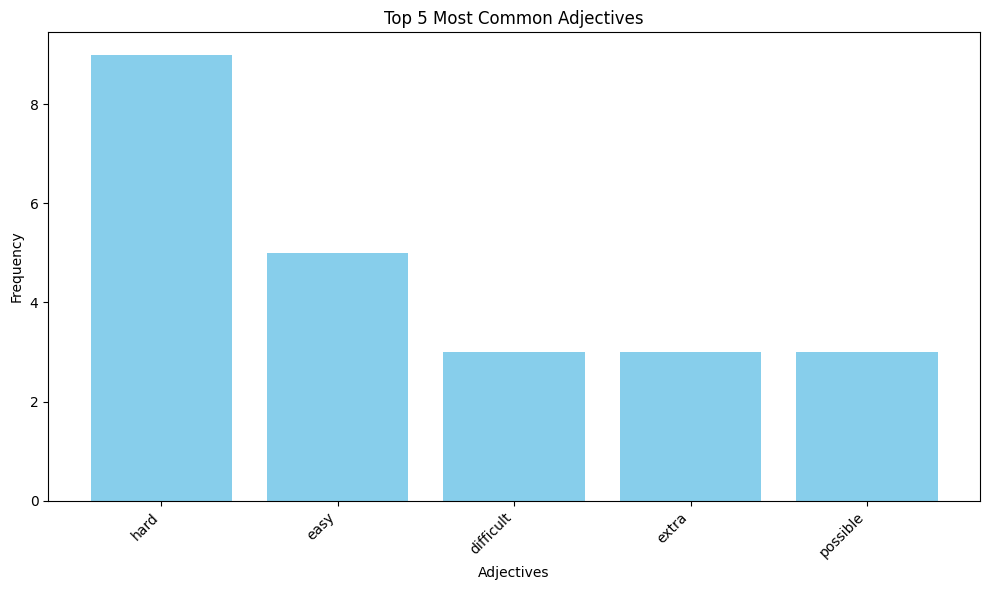 Top 5 Most Common Adjectives
Frequency
8
6
4
2
0
hard
easy
difficult
extra
possible
Adjectives